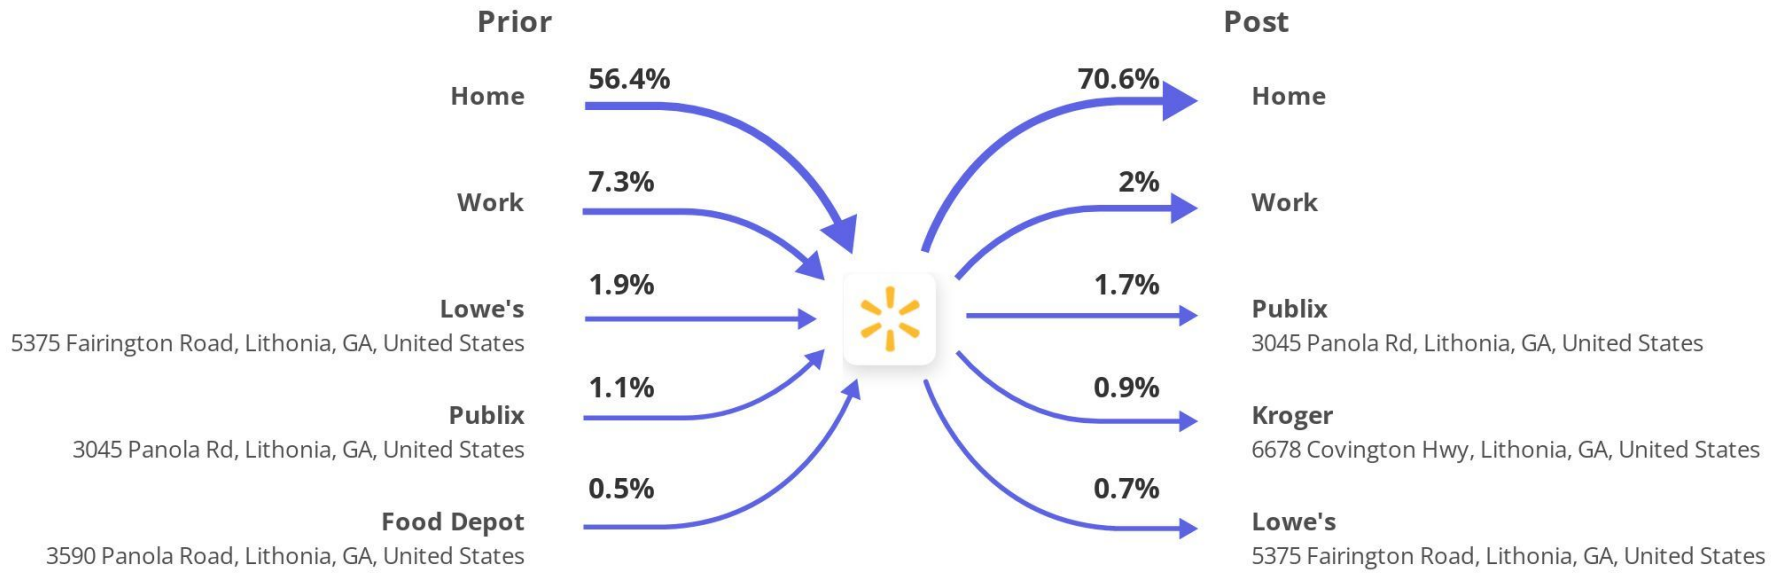 Prior
Post
56.4%
Home
7.3%
Work
1.9%
Lowe's
5375 Fairington Road, Lithonia, GA, United States
1.1%
Publix
3045 Panola Rd, Lithonia, GA, United States
0.5%
Food Depot
3590 Panola Road, Lithonia, GA, United States
70.6%
Home
2%
Work
1.7%
Publix
3045 Panola Rd, Lithonia, GA, United States
0.9%
Kroger
6678 Covington Hwy, Lithonia, GA, United States
0.7%
Lowe's
5375 Fairington Road, Lithonia, GA, United States